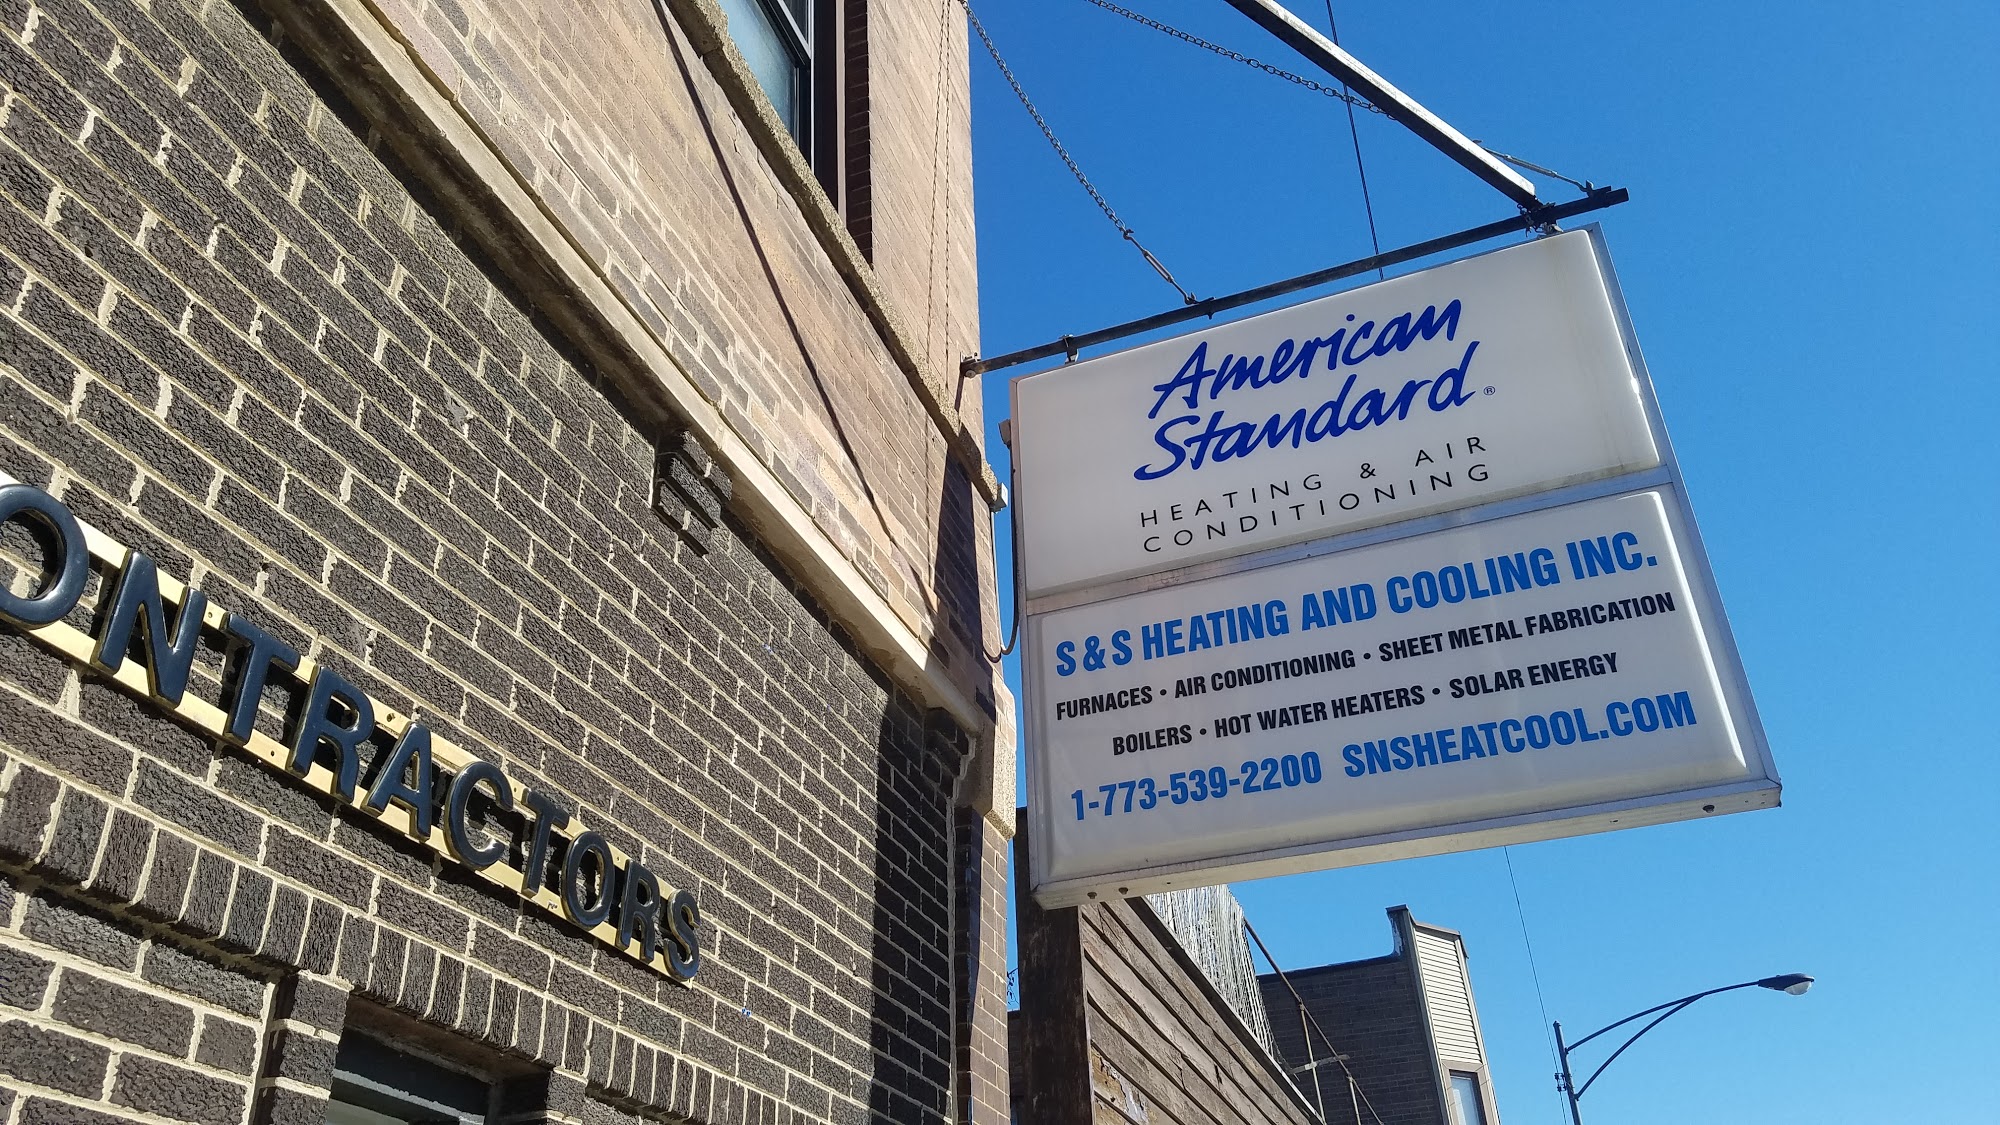 ONTRACTORS
American
Standard®
HEATING & AIR
CONDITIONING
S & S HEATING AND COOLING INC.
FURNACES • AIR CONDITIONING • SHEET METAL FABRICATION
BOILERS • HOT WATER HEATERS • SOLAR ENERGY
1-773-539-2200 SNSHEATCOOL.COM